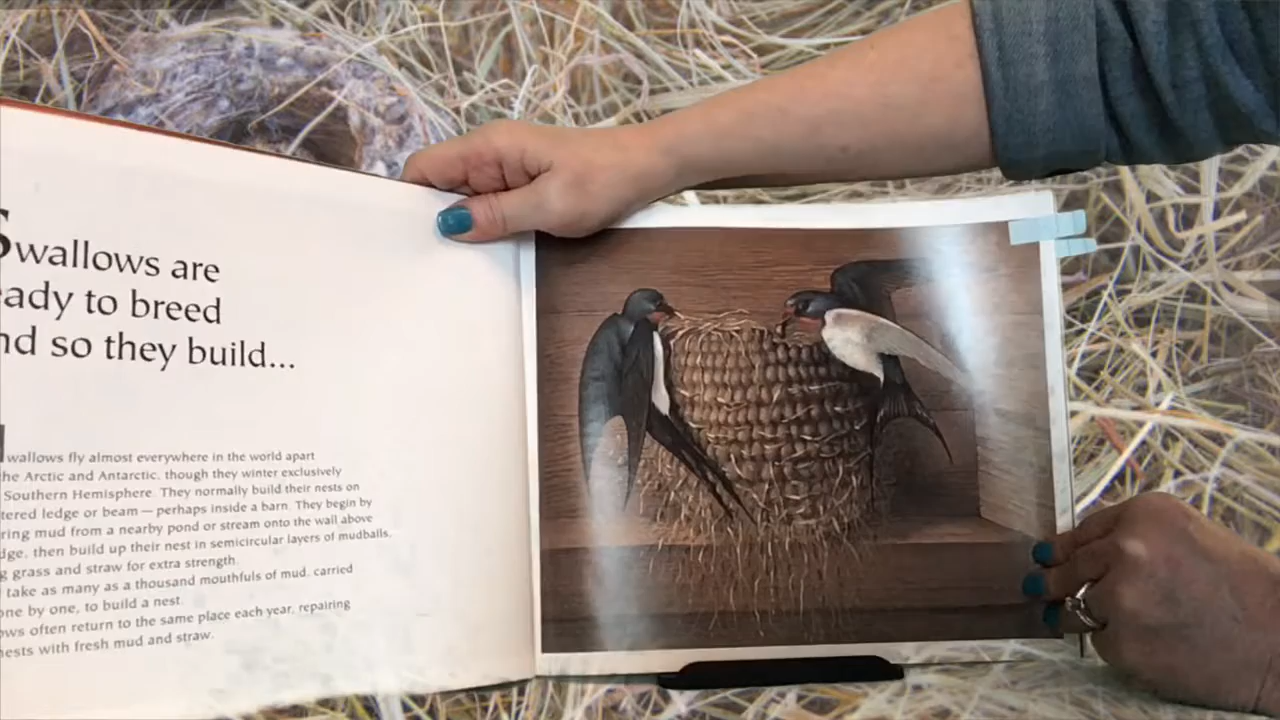 Swallows are
eady to breed
nd so they build...
wallows fly almost everywhere in the world apart
he Arctic and Antarctic, though they winter exclusively
Southern Hemisphere. They normally build their nests on
tered ledge or beam — perhaps inside a barn. They begin by
ring mud from a nearby pond or stream onto the wall above
dge, then build up their nest in semicircular layers of mudballs.
g grass and straw for extra strength.
take as many as a thousand mouthfuls of mud, carried
one by one, to build a nest.
ows often return to the same place each year, repairing
nests with fresh mud and straw.